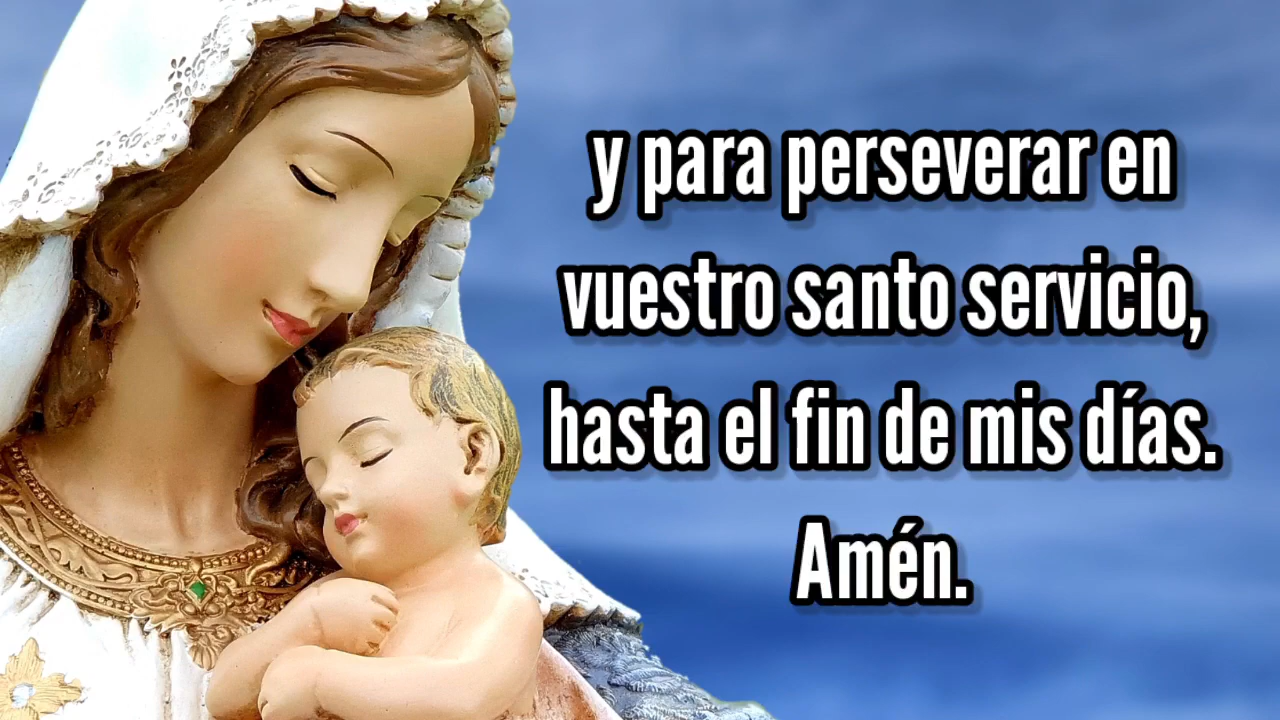 y para perseverar en
vuestro santo servicio,
hasta el fin de mis días.
Amén.